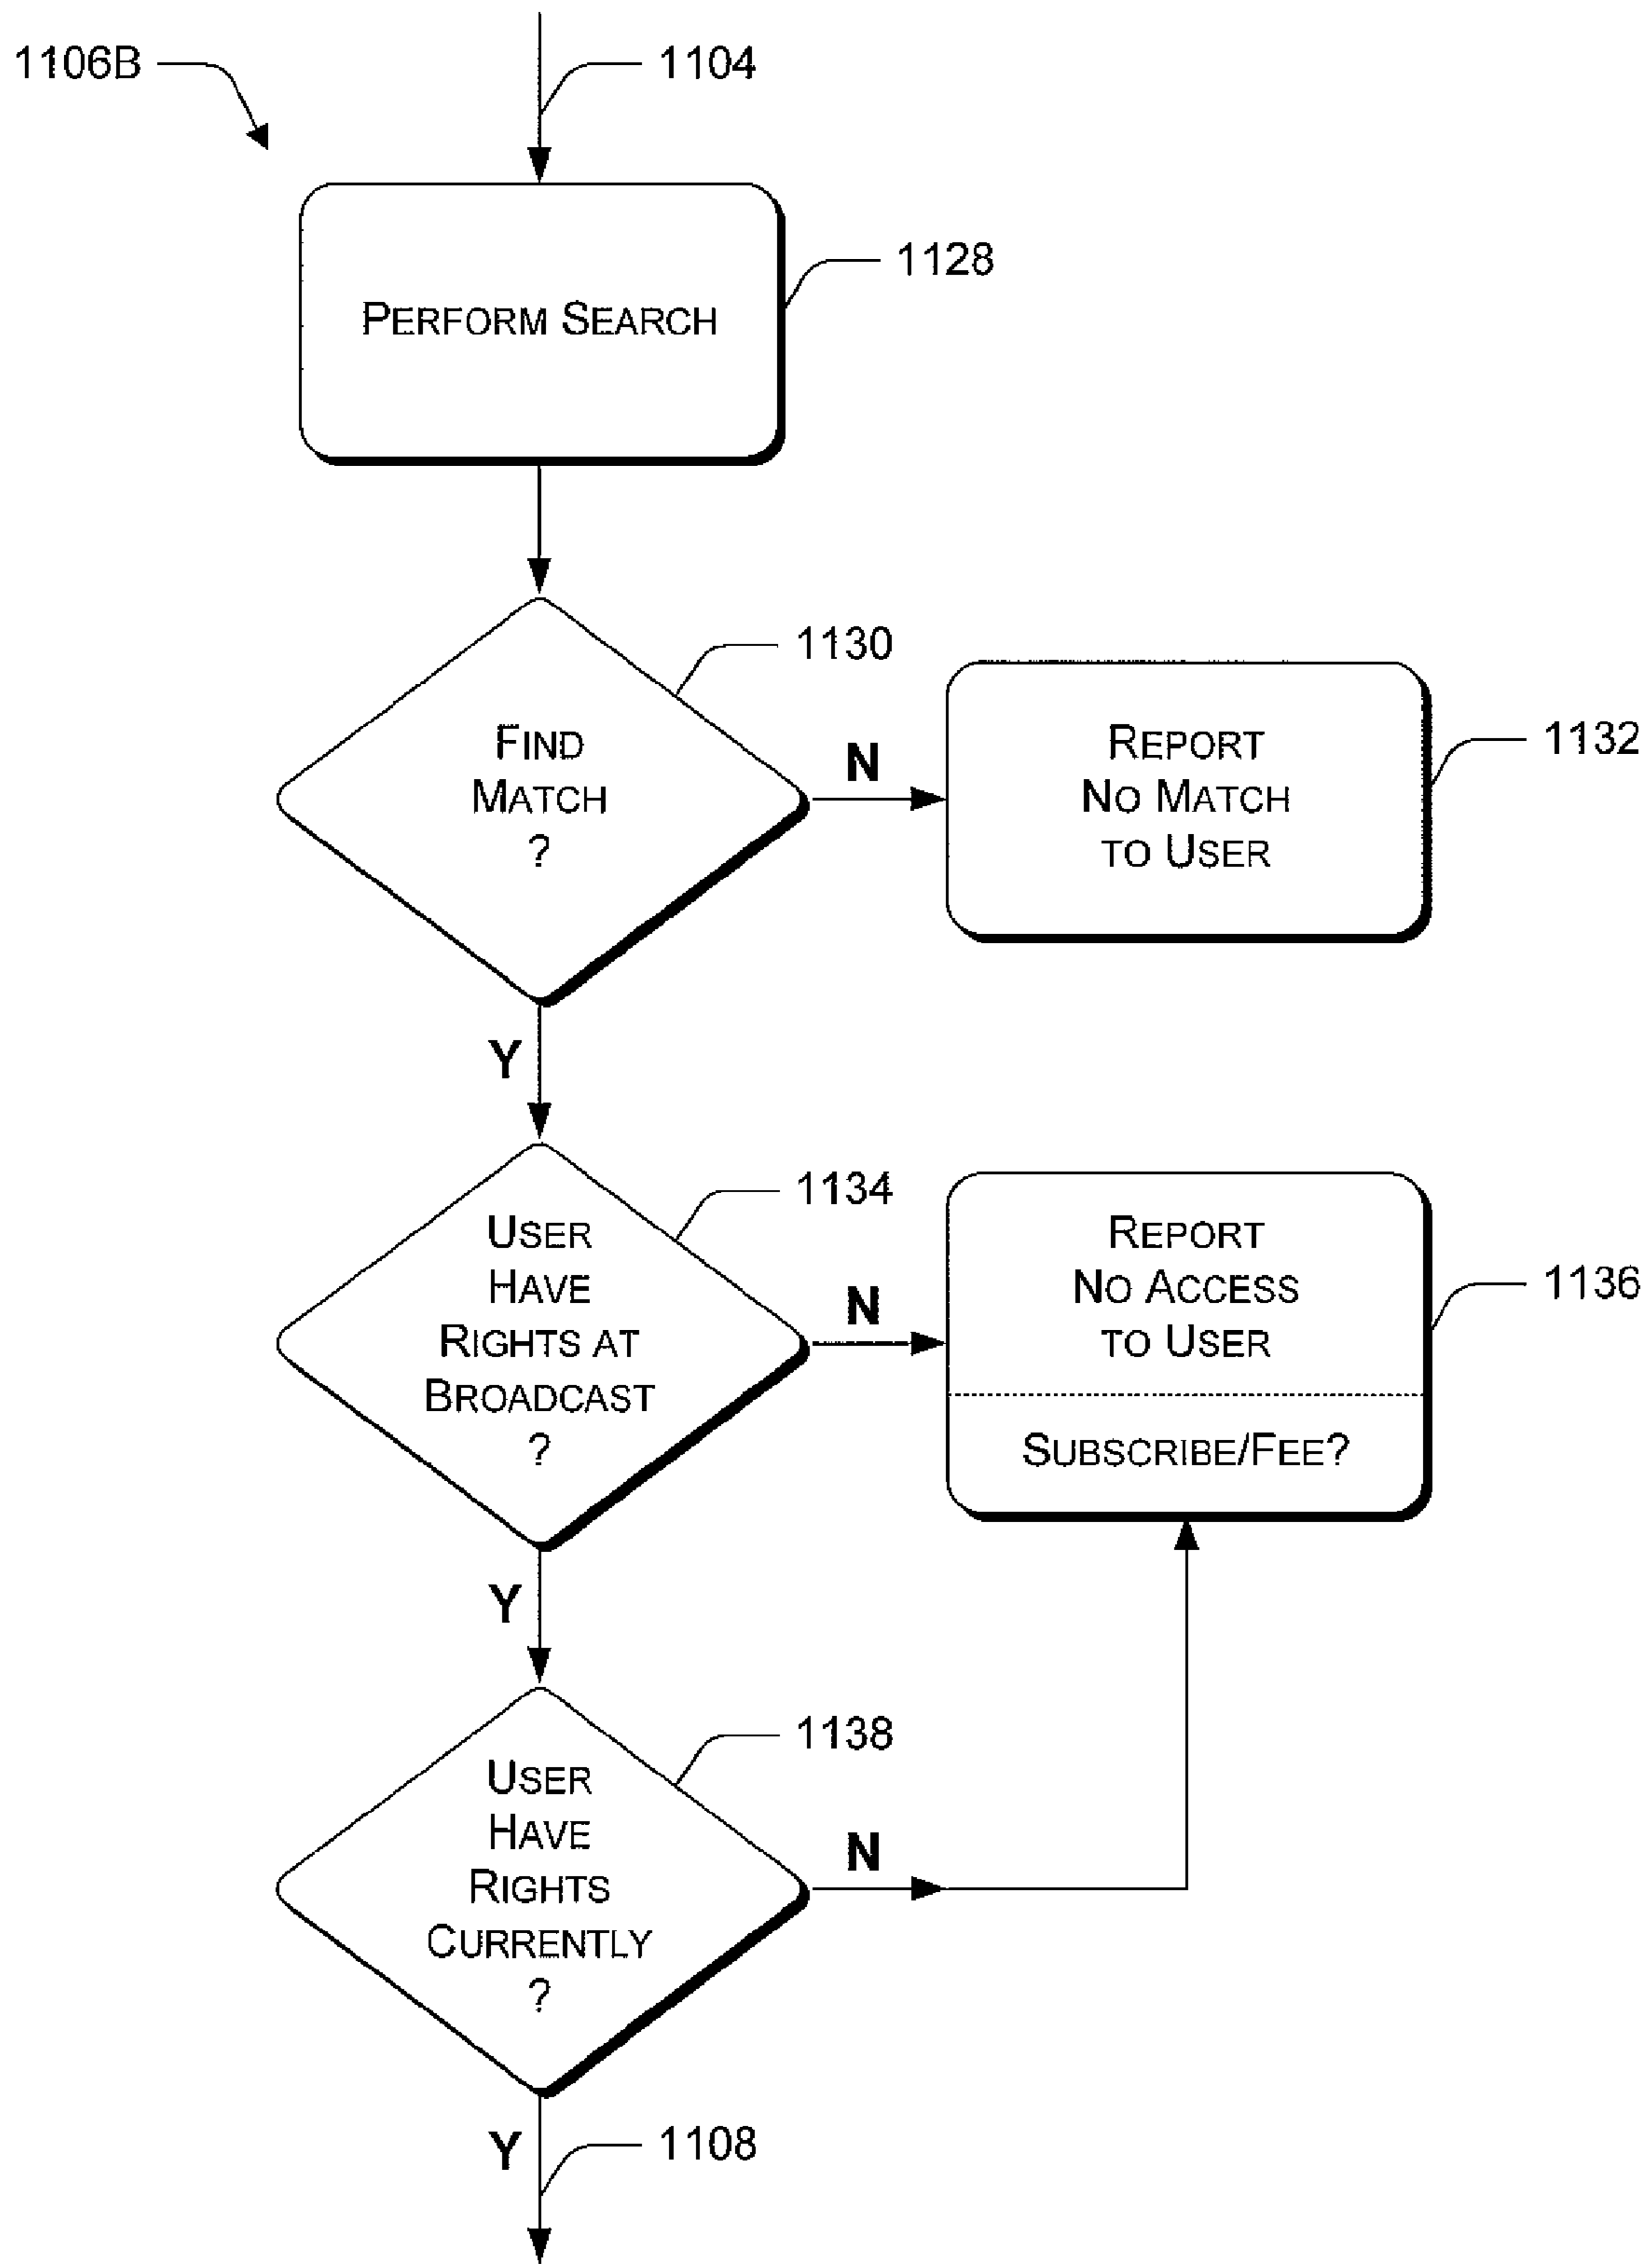 1106B
1104
PERFORM SEARCH
1128
FIND
MATCH
?
1130
N
REPORT
NO MATCH
TO USER
1132
Y
USER
HAVE
RIGHTS AT
BROADCAST
?
1134
N
REPORT
NO ACCESS
TO USER
SUBSCRIBE/FEE?
1136
Y
USER
HAVE
RIGHTS
CURRENTLY
?
1138
N
Y
1108